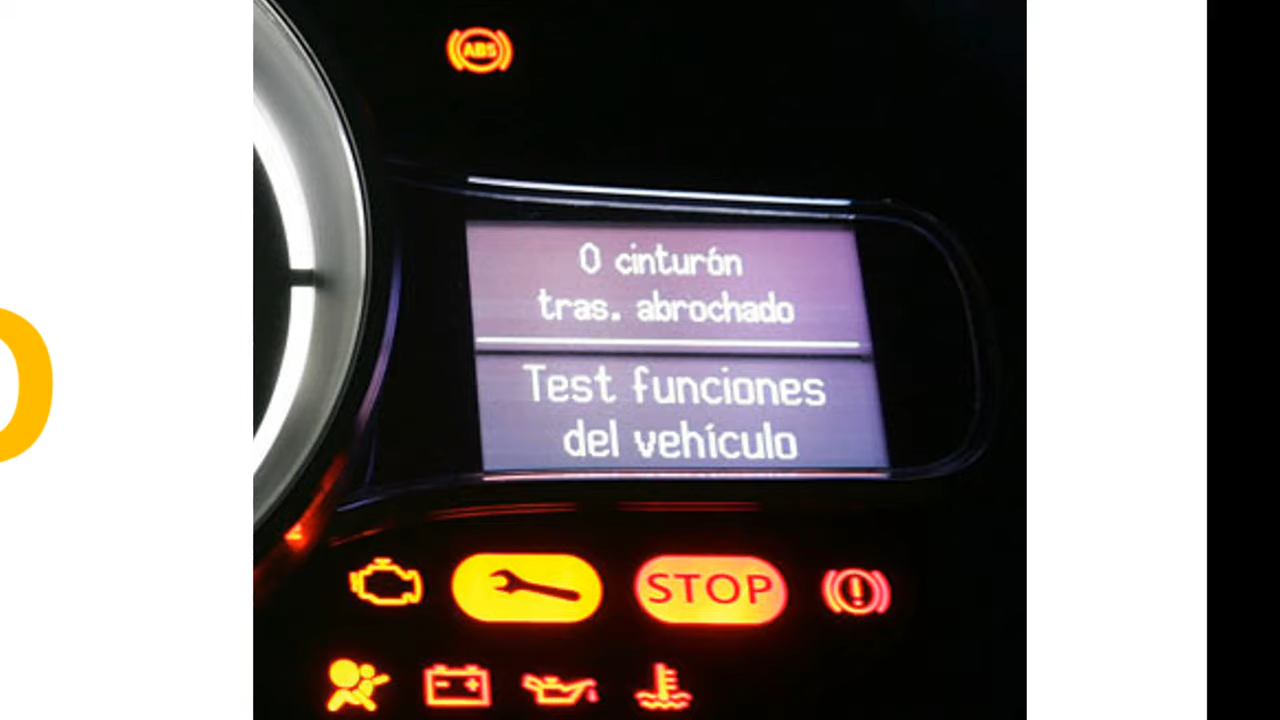 ABS
0 cinturón
tras. abrochado
Test funciones
del vehículo
STOP